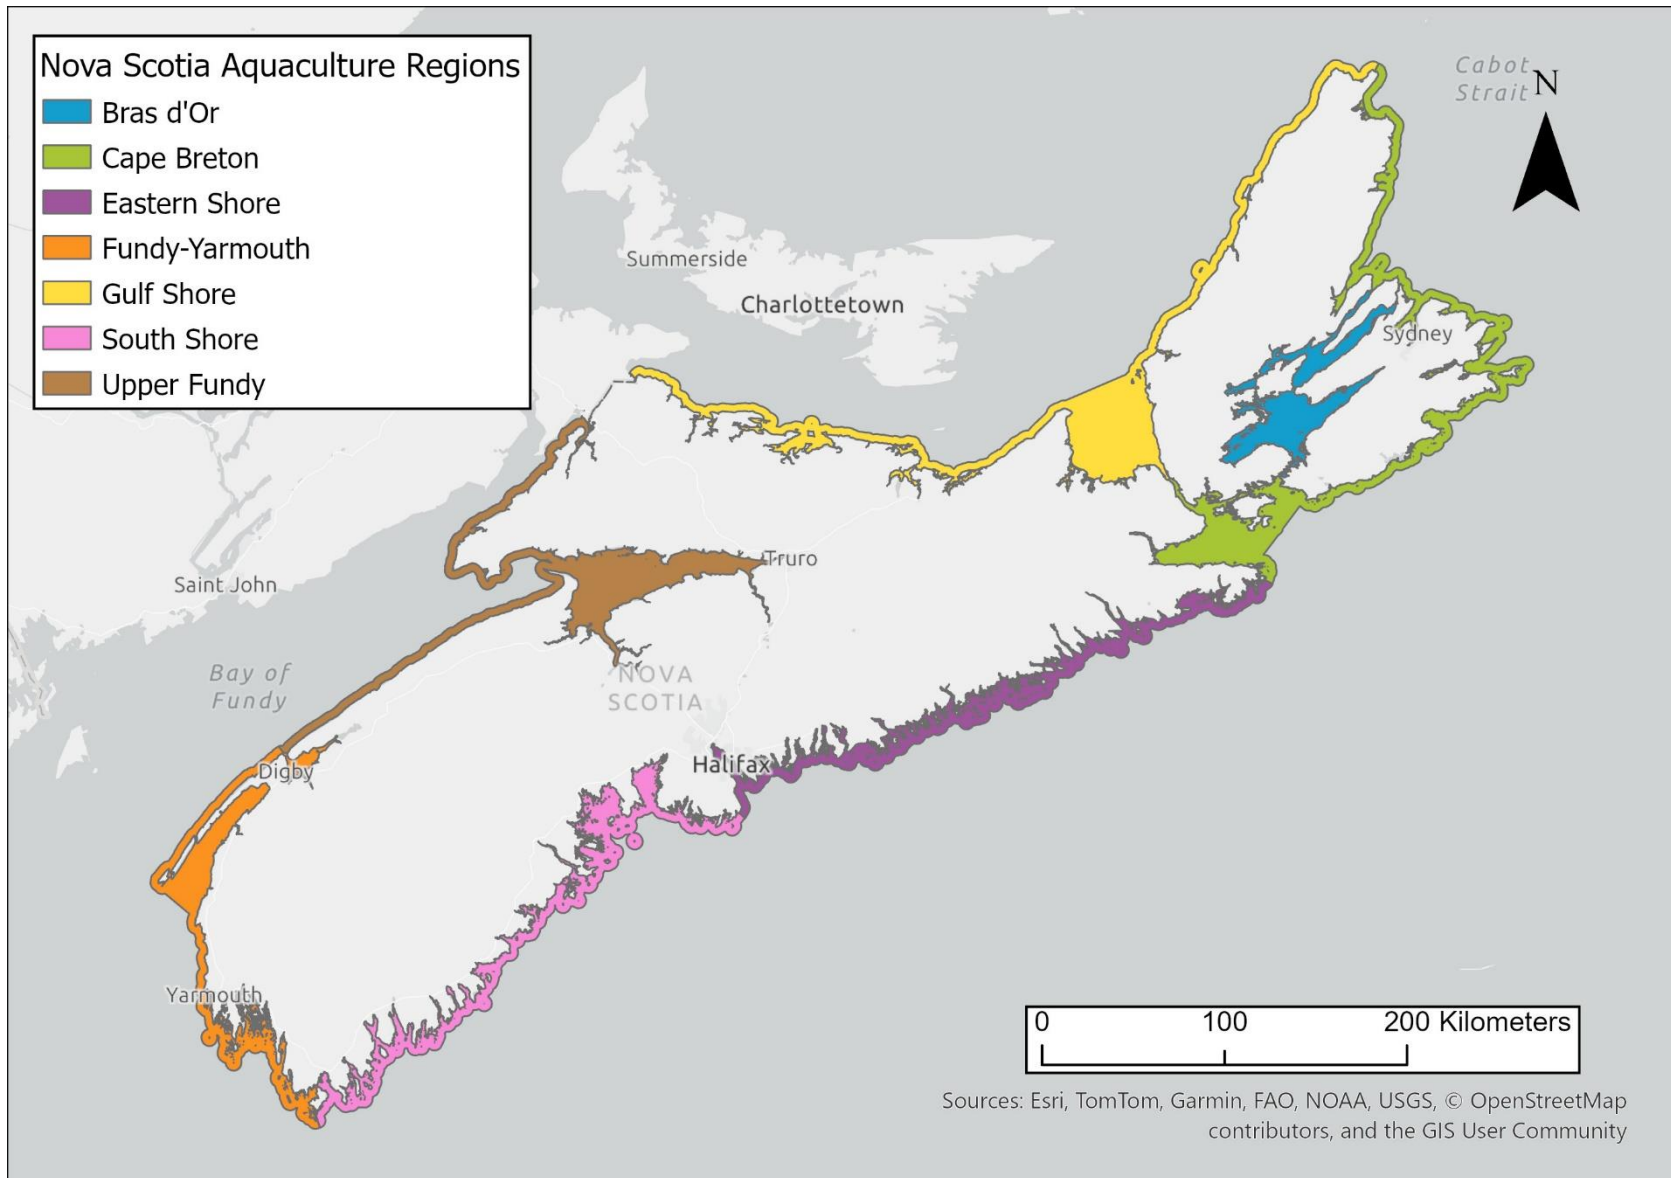 Nova Scotia Aquaculture Regions
Bras d'Or
Cape Breton
Eastern Shore
Fundy-Yarmouth
Gulf Shore
South Shore
Upper Fundy
Cabot
Strait
N
Summerside
Charlottetown
Sydney
Truro
Saint John
Bay of
Fundy
NOVA
SCOTIA
Halifax
Digby
Yarmouth
0 100 200 Kilometers
Sources: Esri, TomTom, Garmin, FAO, NOAA, USGS, © OpenStreetMap
contributors, and the GIS User Community